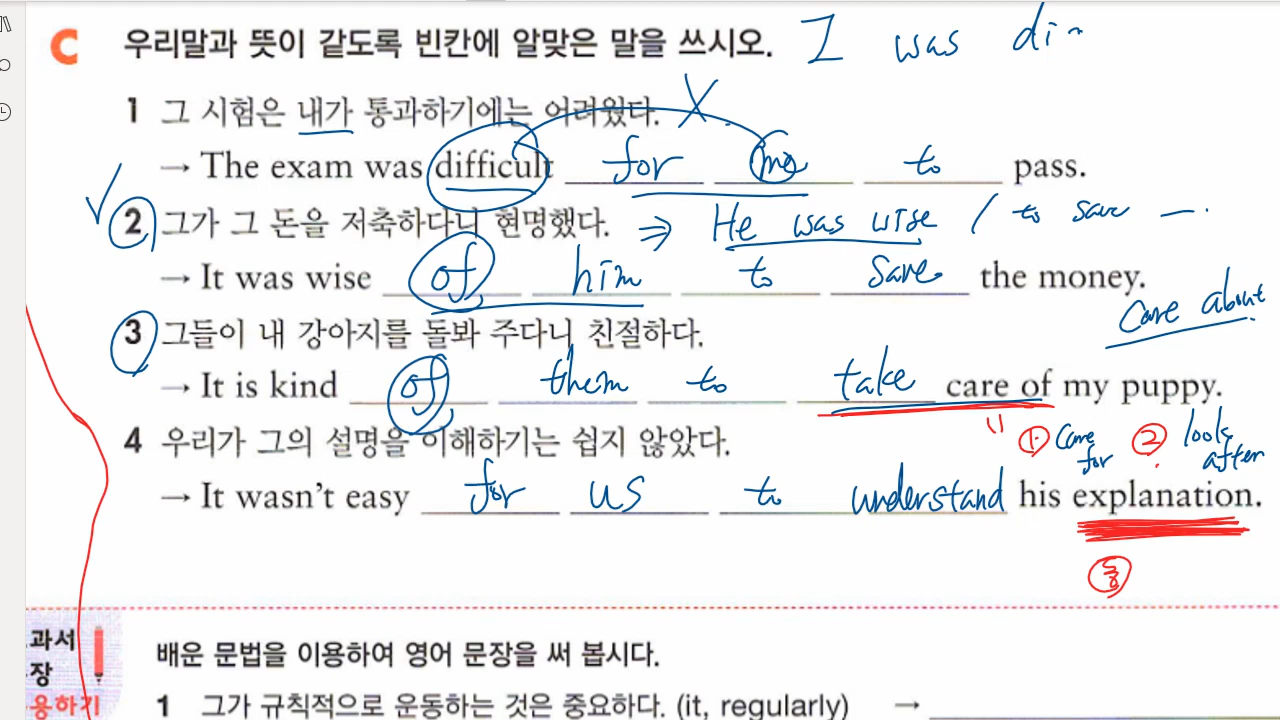 C 우리말과 뜻이 같도록 빈칸에 알맞은 말을 쓰시오. I was di
1 그 시험은 내가 통과하기에는 어려웠다. X
→ The exam was difficult for me to pass.
2 그가 그 돈을 저축하다니 현명했다. ⇒ He was wise / to save ー.
→ It was wise of him to save the money.
care about
3 그들이 내 강아지를 돌봐 주다니 친절하다.
→ It is kind of them to take care of my puppy.
① care for ② look after
4 우리가 그의 설명을 이해하기는 쉽지 않았다.
→ It wasn't easy for us to understand his explanation.
과서
장
용하기
배운 문법을 이용하여 영어 문장을 써 봅시다.
1 그가 규칙적으로 운동하는 것은 중요하다. (it, regularly) →